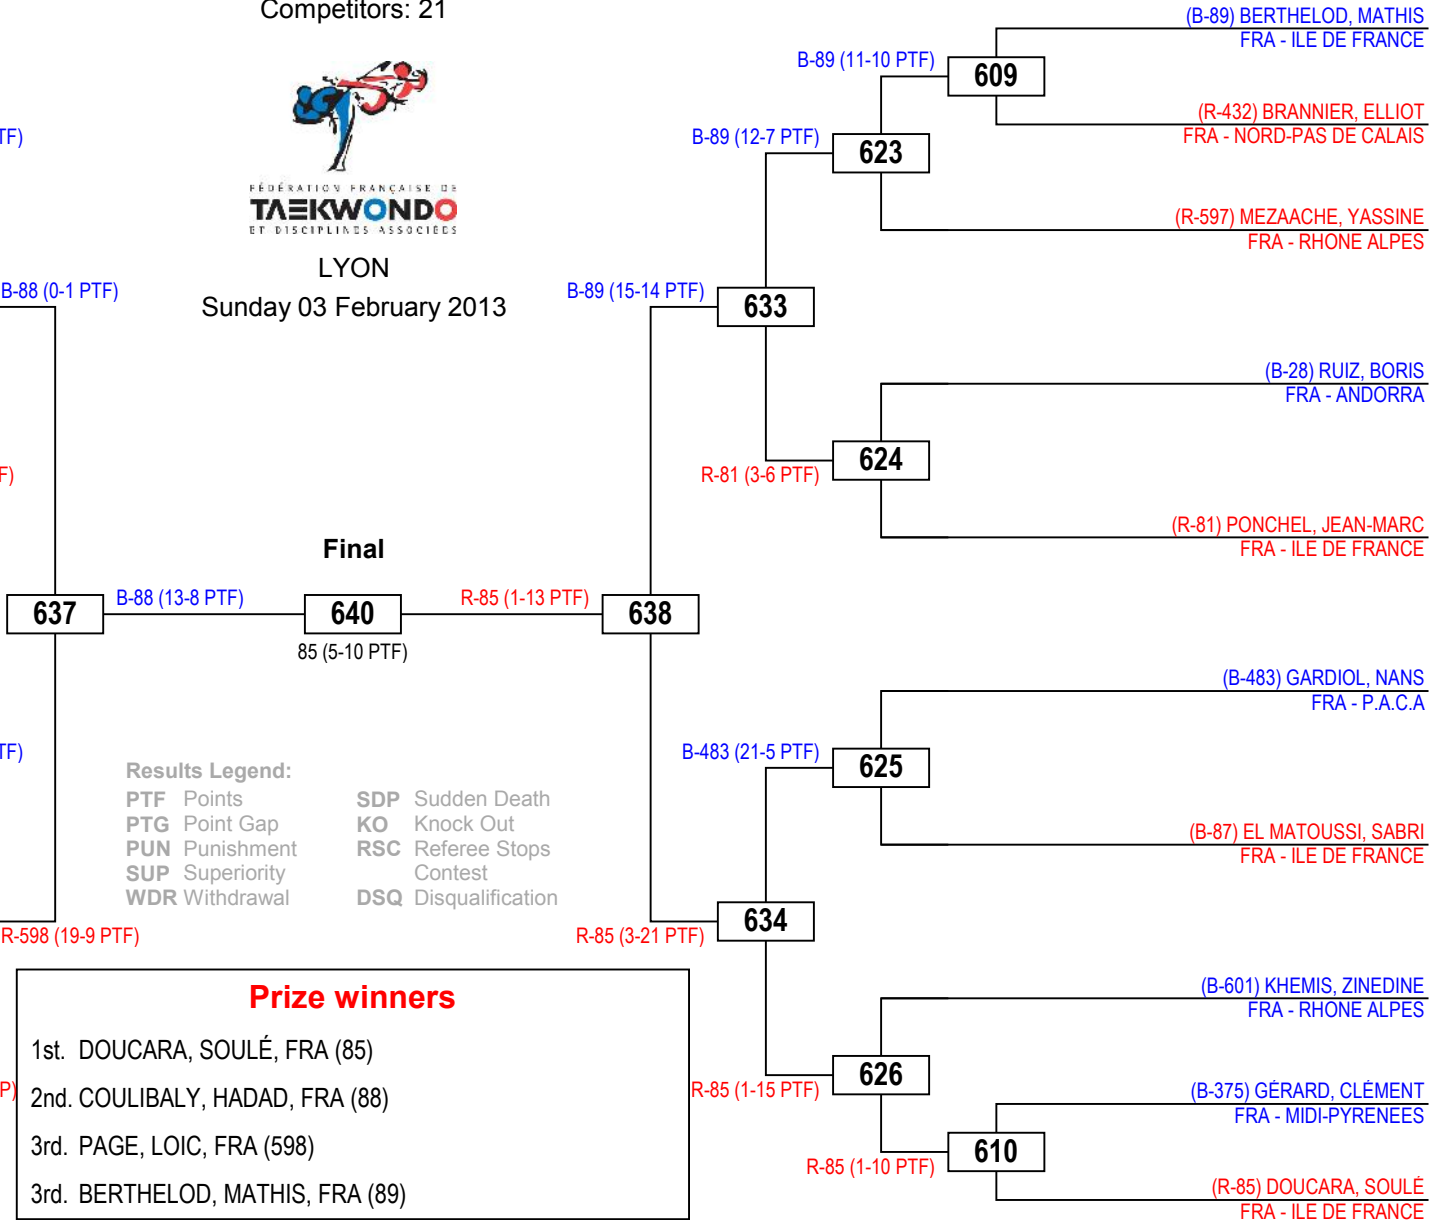 Competitors: 21
FÉDÉRATION FRANÇAISE DE
TAEKWONDO
ET DISCIPLINES ASSOCIÉES
LYON
Sunday 03 February 2013
TF)
B-88 (0-1 PTF)
F)
637
B-88 (13-8 PTF)
Final
640
85 (5-10 PTF)
R-85 (1-13 PTF)
638
TF)
R-598 (19-9 PTF)
P)
B-89 (15-14 PTF)
633
B-89 (12-7 PTF)
623
B-89 (11-10 PTF)
609
(B-89) BERTHELOD, MATHIS
FRA - ILE DE FRANCE
(R-432) BRANNIER, ELLIOT
FRA - NORD-PAS DE CALAIS
(R-597) MEZAACHE, YASSINE
FRA - RHONE ALPES
(B-28) RUIZ, BORIS
FRA - ANDORRA
R-81 (3-6 PTF)
624
(R-81) PONCHEL, JEAN-MARC
FRA - ILE DE FRANCE
(B-483) GARDIOL, NANS
FRA - P.A.C.A
B-483 (21-5 PTF)
625
(B-87) EL MATOUSSI, SABRI
FRA - ILE DE FRANCE
R-85 (3-21 PTF)
634
(B-601) KHEMIS, ZINEDINE
FRA - RHONE ALPES
R-85 (1-15 PTF)
626
(B-375) GÉRARD, CLÉMENT
FRA - MIDI-PYRENEES
R-85 (1-10 PTF)
610
(R-85) DOUCARA, SOULÉ
FRA - ILE DE FRANCE
Results Legend:
PTF Points
PTG Point Gap
PUN Punishment
SUP Superiority
WDR Withdrawal
SDP Sudden Death
KO Knock Out
RSC Referee Stops
Contest
DSQ Disqualification
Prize winners
1st. DOUCARA, SOULÉ, FRA (85)
2nd. COULIBALY, HADAD, FRA (88)
3rd. PAGE, LOIC, FRA (598)
3rd. BERTHELOD, MATHIS, FRA (89)